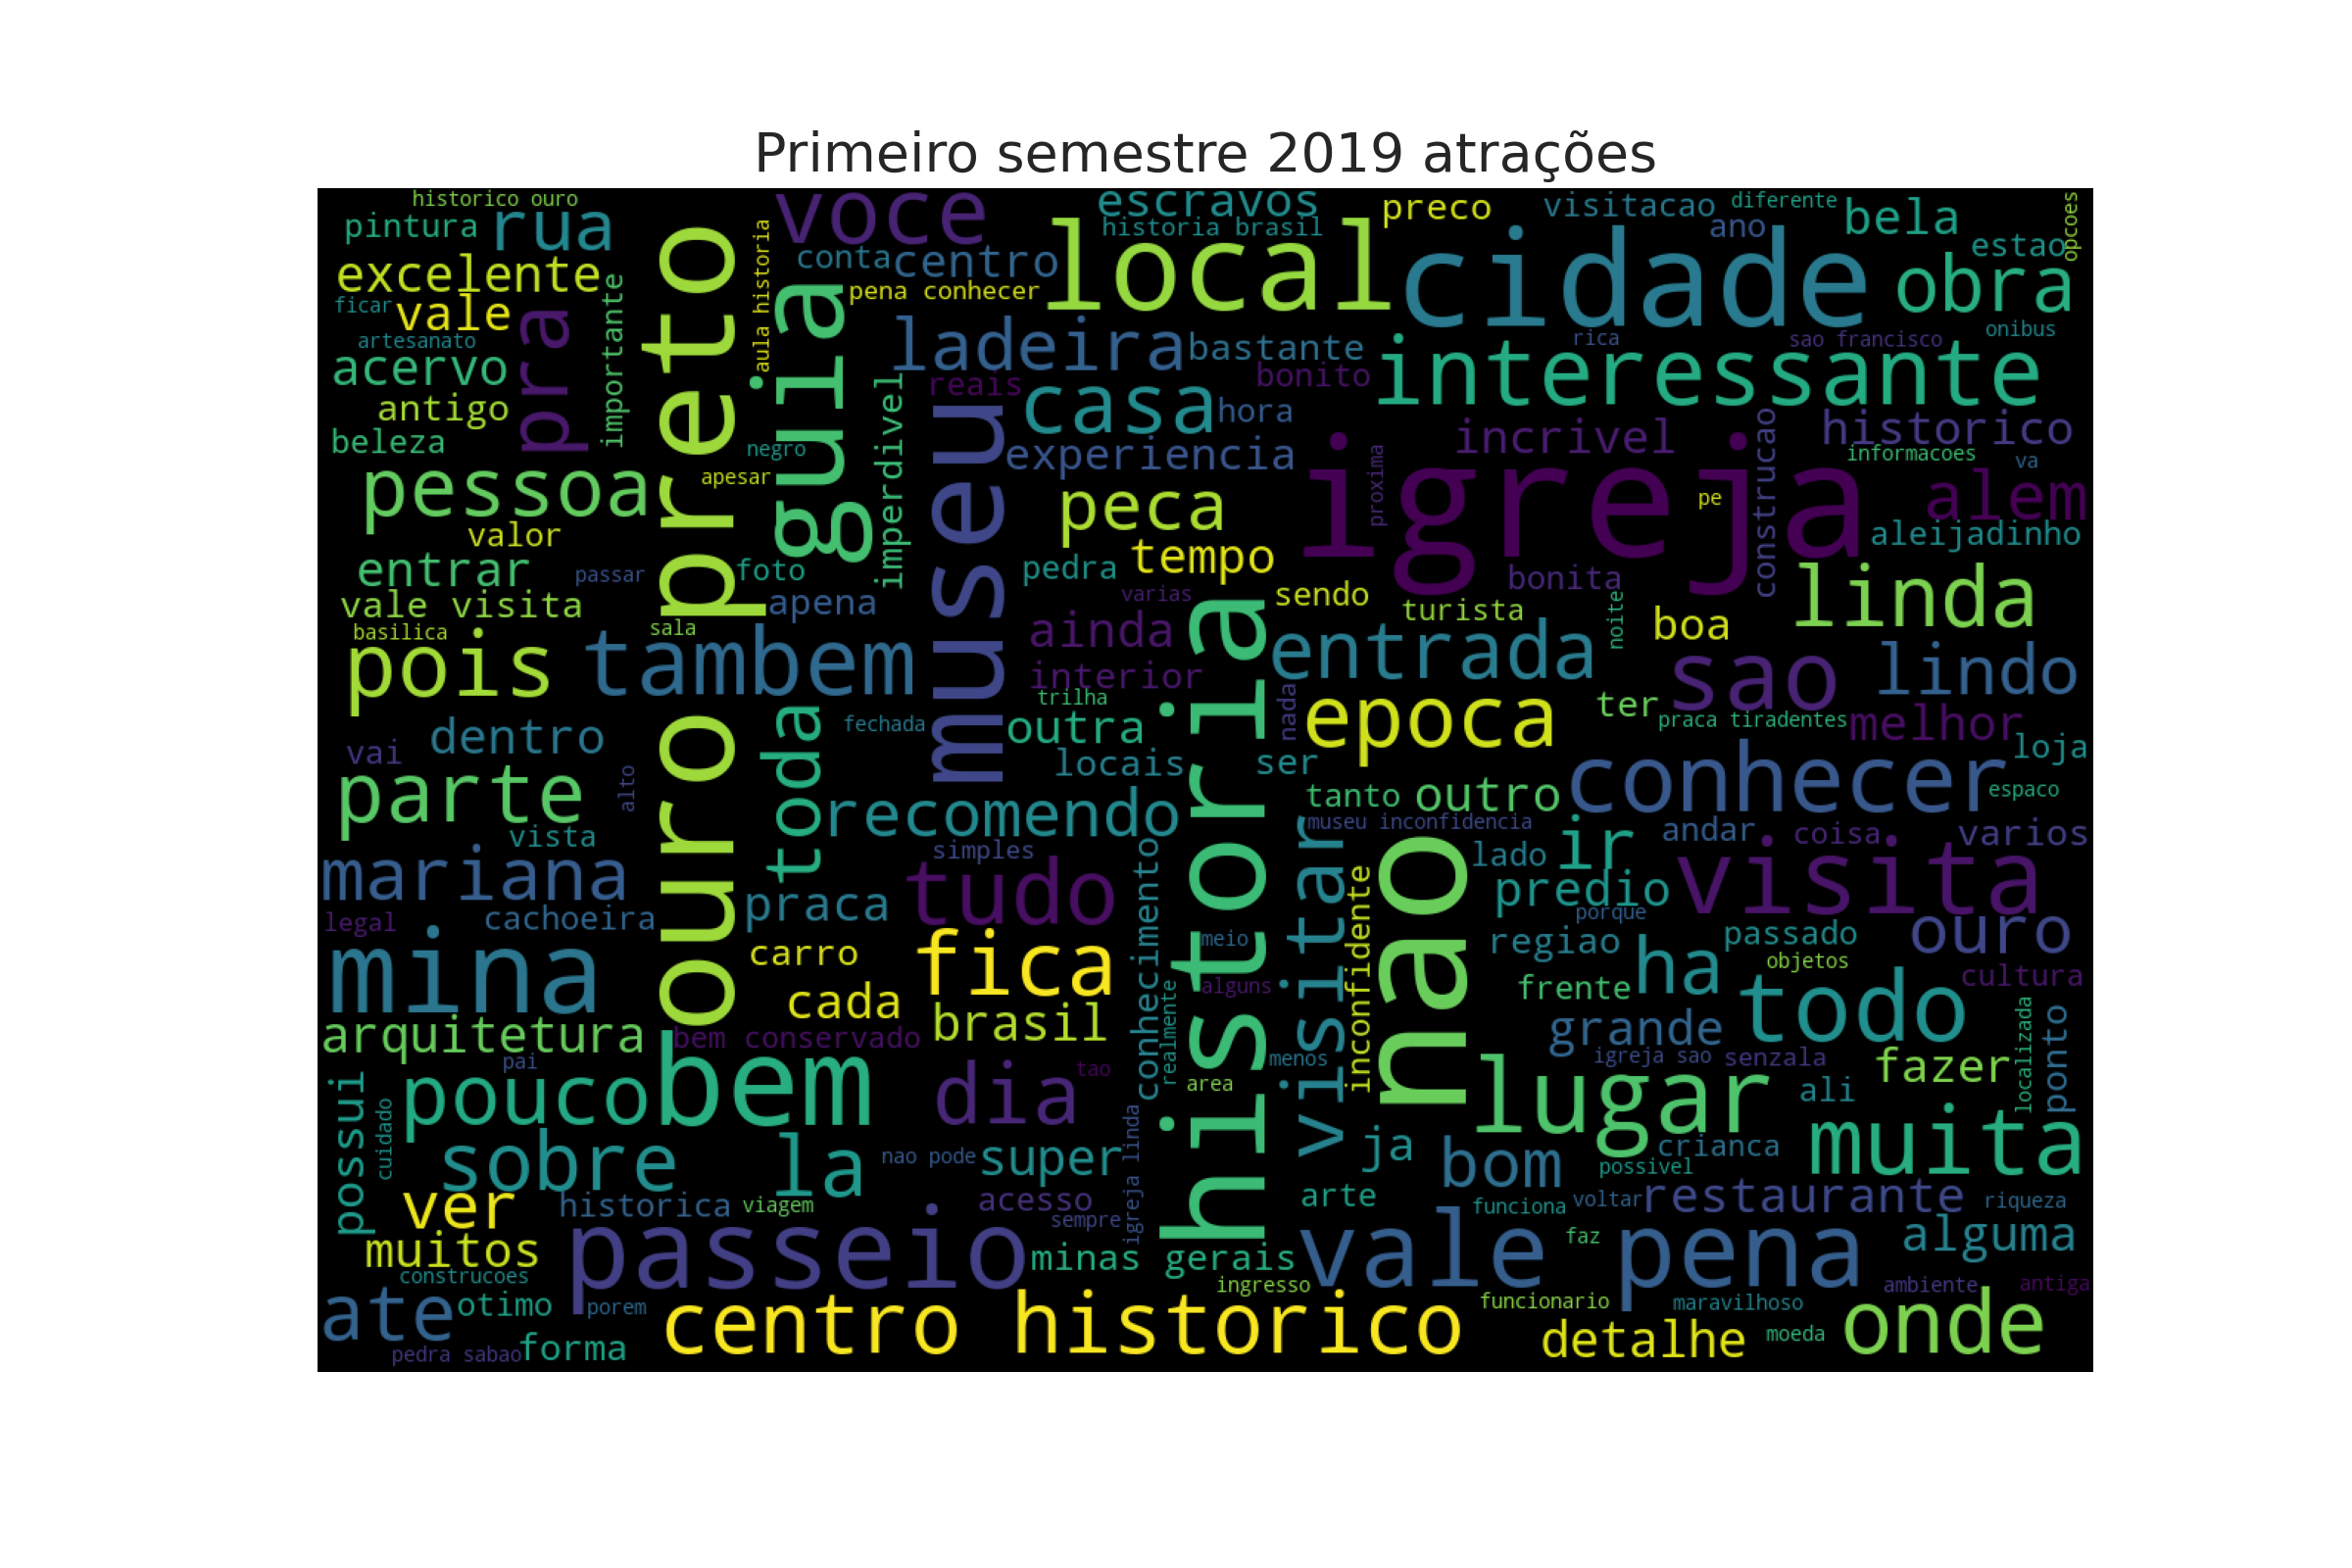 Primeiro semestre 2019 atrações
historico ouro
pintura
rua
excelente
ficar
vale
artesanato
acervo
antigo
beleza
pra
importante
pessoa
valor
entrar
passar
vale visita
basilica
sala
pois
tambem
ouro preto
aula historia
guia
voce
conta
centro
pena conhecer
escravos
historia brasil
local
preco
visitacao
diferente
ano
bela
estao
opcoes
cidade
obra
ladeira
bastante
rica
sao francisco
onibus
interessante
reais
casa
bonito
hora
experiencia
imperdivel
museu
negro
apesar
foto
apena
incrivel
construcao
historico
informacoes
va
igreja
proxima
pe
alem
aleijadinho
peca
tempo
pedra
varias
sendo
bonita
turista
noite
boa
linda
ainda
interior
trilha
outra
locais
historia
entrada
epoca
nada
ser
ter
sao
lindo
praca tiradentes
melhor
loja
espaco
conhecer
dentro
vai
alto
parte
vista
toda
fechada
recomendo
tanto
outro
museu inconfidencia
andar
coisa
varios
mariana
legal
cachoeira
mina
simples
tudo
praca
carro
fica
cada
brasil
conhecimento
realmente
meio
alguns
visitar
inconfidente
nao
lado
ir
predio
porque
visita
regiao
passado
ouro
objetos
cultura
ha
todo
frente
grande
arquitetura
pai
bem conservado
bem
pouco
dia
tao
area
menos
igreja sao
senzala
fazer
localizada
ponto
possui
cuidado
sobre
la
nao pode
super
igreja linda
ja
lugar
ali
crianca
possivel
muita
bom
ver
historica
viagem
acesso
sempre
arte
funciona
voltar
restaurante
riqueza
muitos
construcoes
passeio
minas gerais
ingresso
vale pena
faz
alguma
ate
otimo
porem
centro historico
funcionario
maravilhoso
ambiente
antiga
pedra sabao
forma
detalhe
moeda
onde